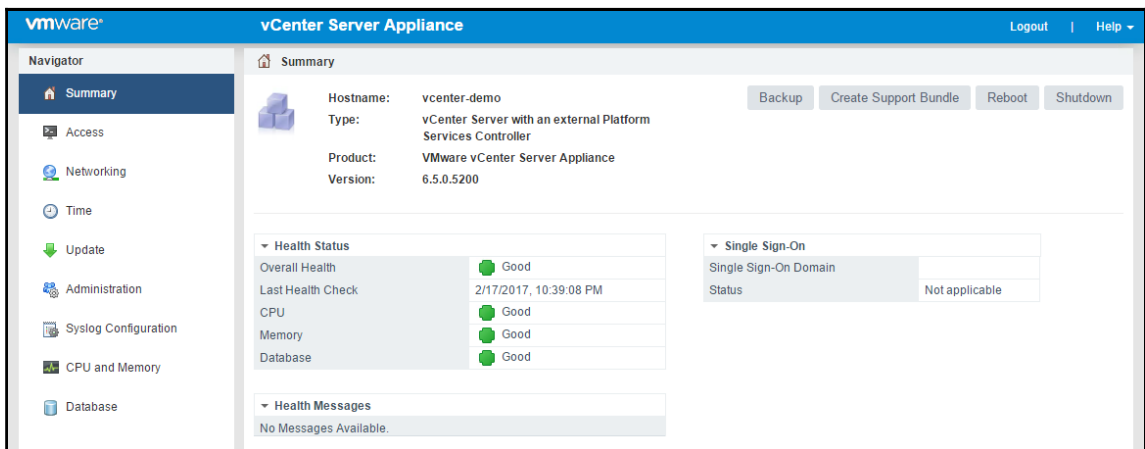 vmware® vCenter Server Appliance Logout | Help
Navigator
Summary
Access
Networking
Time
Update
Administration
Syslog Configuration
CPU and Memory
Database
Summary
Hostname: vcenter-demo
Backup Create Support Bundle Reboot Shutdown
Type: vCenter Server with an external Platform
Services Controller
Product: VMware vCenter Server Appliance
Version: 6.5.0.5200
Health Status
Overall Health Good
Last Health Check 2/17/2017, 10:39:08 PM
CPU Good
Memory Good
Database Good
Single Sign-On
Single Sign-On Domain
Status Not applicable
Health Messages
No Messages Available.